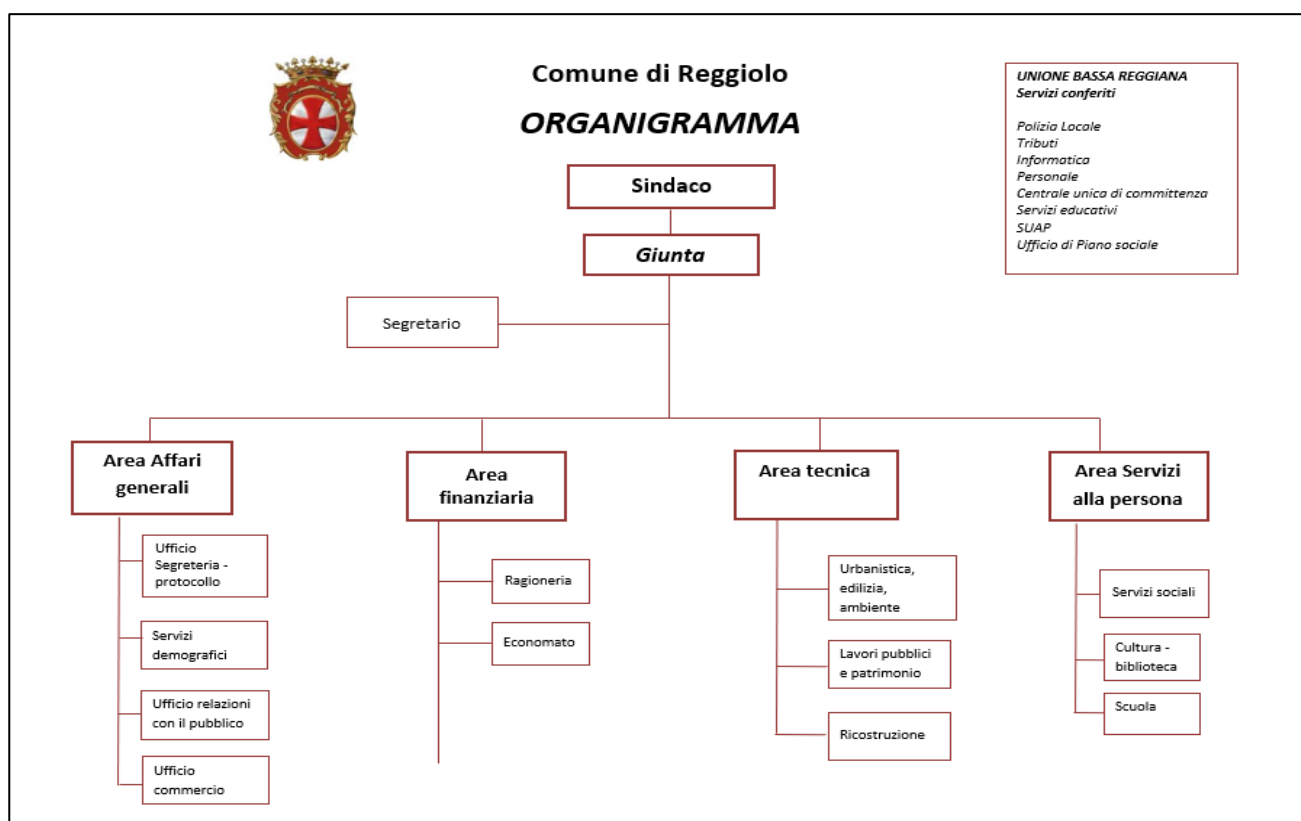 Comune di Reggiolo
ORGANIGRAMMA
UNIONE BASSA REGGIANA
Servizi conferiti
Polizia Locale
Tributi
Informatica
Personale
Centrale unica di committenza
Servizi educativi
SUAP
Ufficio di Piano sociale
Sindaco
Giunta
Segretario
Area Affari
generali
Ufficio
Segreteria -
protocollo
Servizi
demografici
Ufficio relazioni
con il pubblico
Ufficio
commercio
Area
finanziaria
Ragioneria
Economato
Area tecnica
Urbanistica,
edilizia,
ambiente
Lavori pubblici
e patrimonio
Ricostruzione
Area Servizi
alla persona
Servizi sociali
Cultura -
biblioteca
Scuola